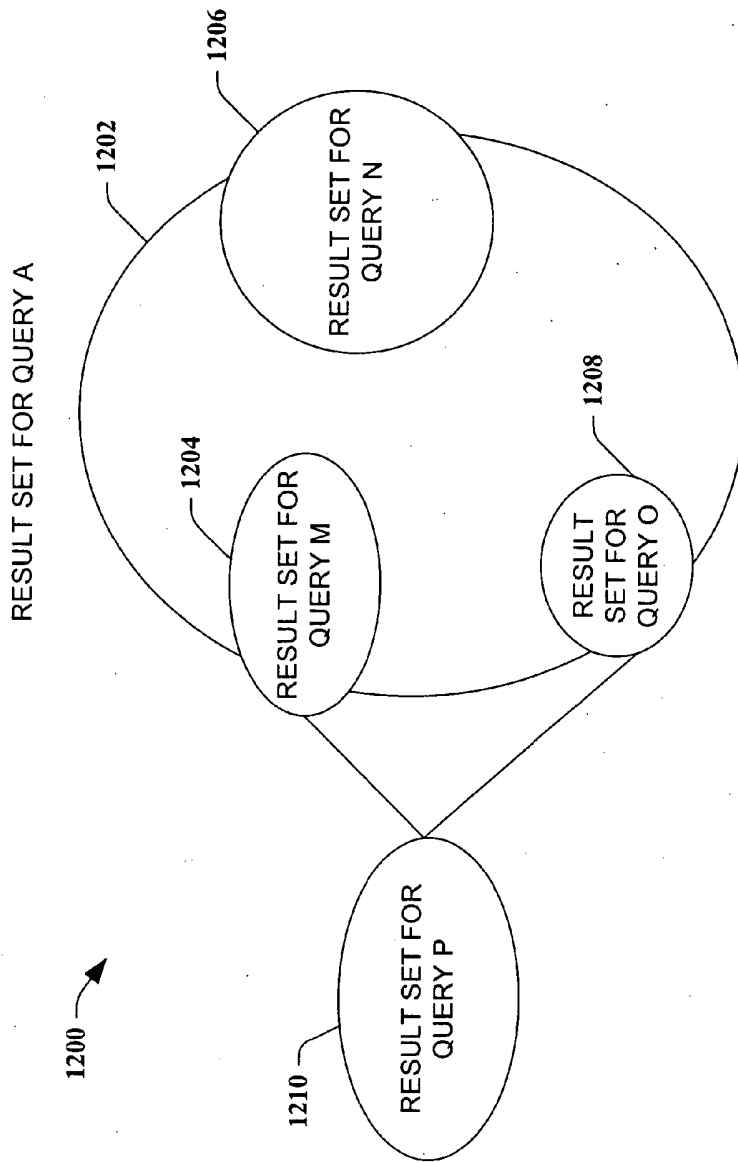 RESULT SET FOR QUERY A
1200
1202
1204
1206
RESULT SET FOR
QUERY M
RESULT SET FOR
QUERY N
1210
RESULT SET FOR
QUERY P
RESULT
SET FOR
QUERY O
1208